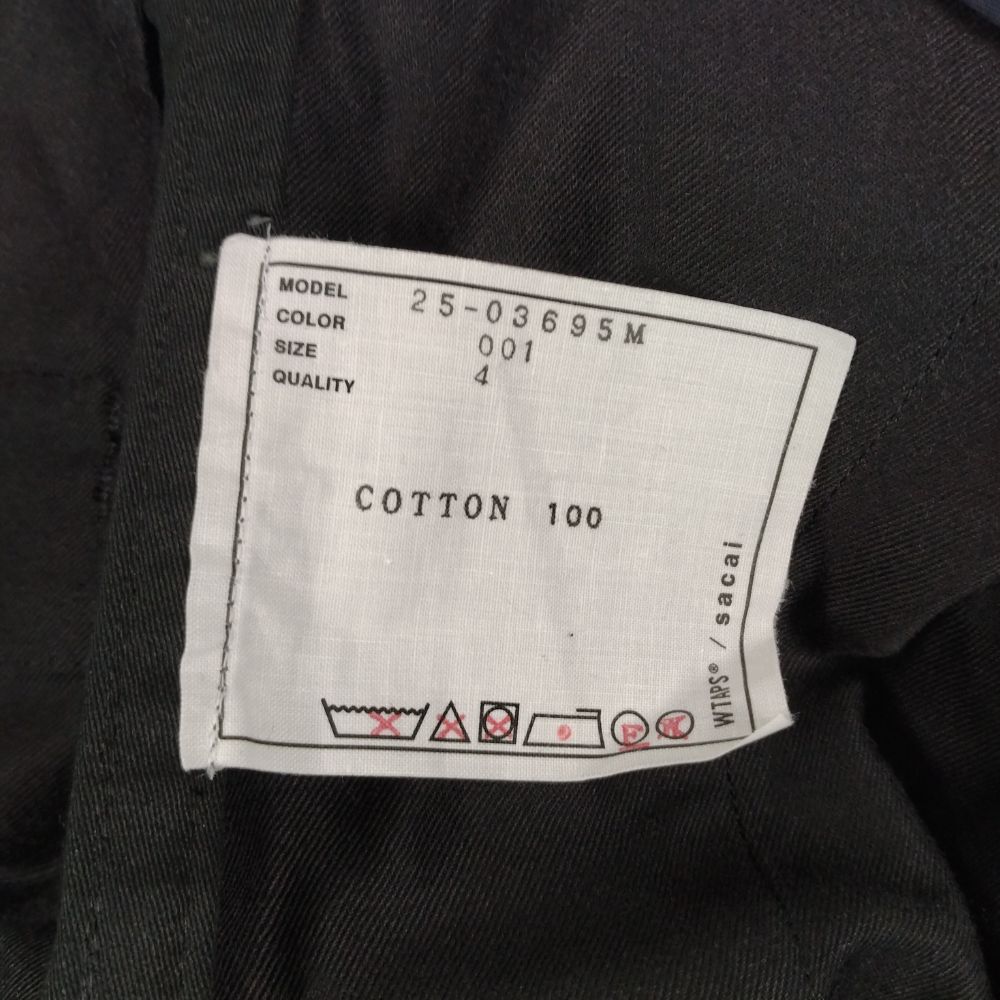 MODEL 25-03695M
COLOR 001
SIZE 4
QUALITY
COTTON 100
F
WTAPS® / sacai